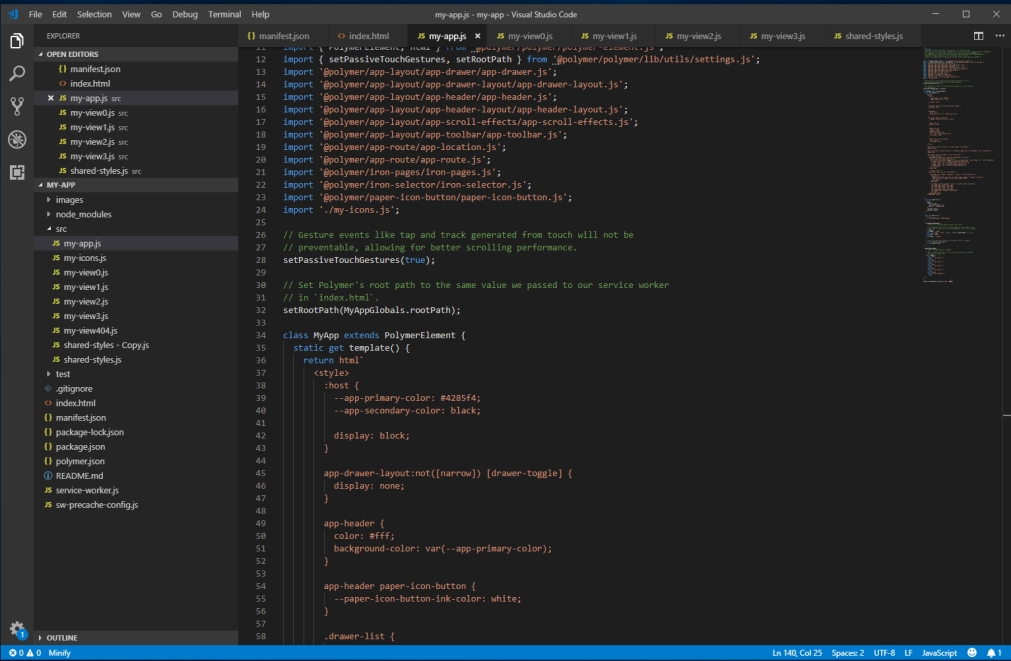 File Edit Selection View Go Debug Terminal Help
my-app.js - my-app - Visual Studio Code
EXPLORER
OPEN EDITORS
{} manifest.json
<> index.html
× JS my-app.js src
JS my-view0.js src
JS my-view1.js src
JS my-view2.js src
JS my-view3.js src
JS shared-styles.js src
MY-APP
images
node_modules
src
JS my-app.js
JS my-icons.js
JS my-view0.js
JS my-view1.js
JS my-view2.js
JS my-view3.js
JS my-view404.js
JS shared-styles - Copy.js
JS shared-styles.js
test
.gitignore
<> index.html
{} manifest.json
{} package-lock.json
{} package.json
{} polymer.json
README.md
JS service-worker.js
JS sw-precache-config.js
OUTLINE
{} manifest.json <> index.html JS my-app.js × JS my-view0.js JS my-view1.js JS my-view2.js JS my-view3.js JS shared-styles.js
11 import { PolymerElement, html } from '@polymer/polymer/polymer-element.js';
12 import { setPassiveTouchGestures, setRootPath } from '@polymer/polymer/lib/utils/settings.js';
13 import '@polymer/app-layout/app-drawer/app-drawer.js';
14 import '@polymer/app-layout/app-drawer-layout/app-drawer-layout.js';
15 import '@polymer/app-layout/app-header/app-header.js';
16 import '@polymer/app-layout/app-header-layout/app-header-layout.js';
17 import '@polymer/app-layout/app-scroll-effects/app-scroll-effects.js';
18 import '@polymer/app-layout/app-toolbar/app-toolbar.js';
19 import '@polymer/app-route/app-location.js';
20 import '@polymer/app-route/app-route.js';
21 import '@polymer/iron-pages/iron-pages.js';
22 import '@polymer/iron-selector/iron-selector.js';
23 import '@polymer/paper-icon-button/paper-icon-button.js';
24 import './my-icons.js';
25
26 // Gesture events like tap and track generated from touch will not be
27 // preventable, allowing for better scrolling performance.
28 setPassiveTouchGestures(true);
29
30 // Set Polymer's root path to the same value we passed to our service worker
31 // in `index.html`.
32 setRootPath(MyAppGlobals.rootPath);
33
34 class MyApp extends PolymerElement {
35 static get template() {
36 return html`
37 <style>
38 :host {
39 --app-primary-color: #4285f4;
40 --app-secondary-color: black;
41
42 display: block;
43 }
44
45 app-drawer-layout:not([narrow]) [drawer-toggle] {
46 display: none;
47 }
48
49 app-header {
50 color: #fff;
51 background-color: var(--app-primary-color);
52 }
53
54 app-header paper-icon-button {
55 --paper-icon-button-ink-color: white;
56 }
57
58 .drawer-list {
1
0 0 Minify
Ln 140, Col 25 Spaces: 2 UTF-8 LF JavaScript 1